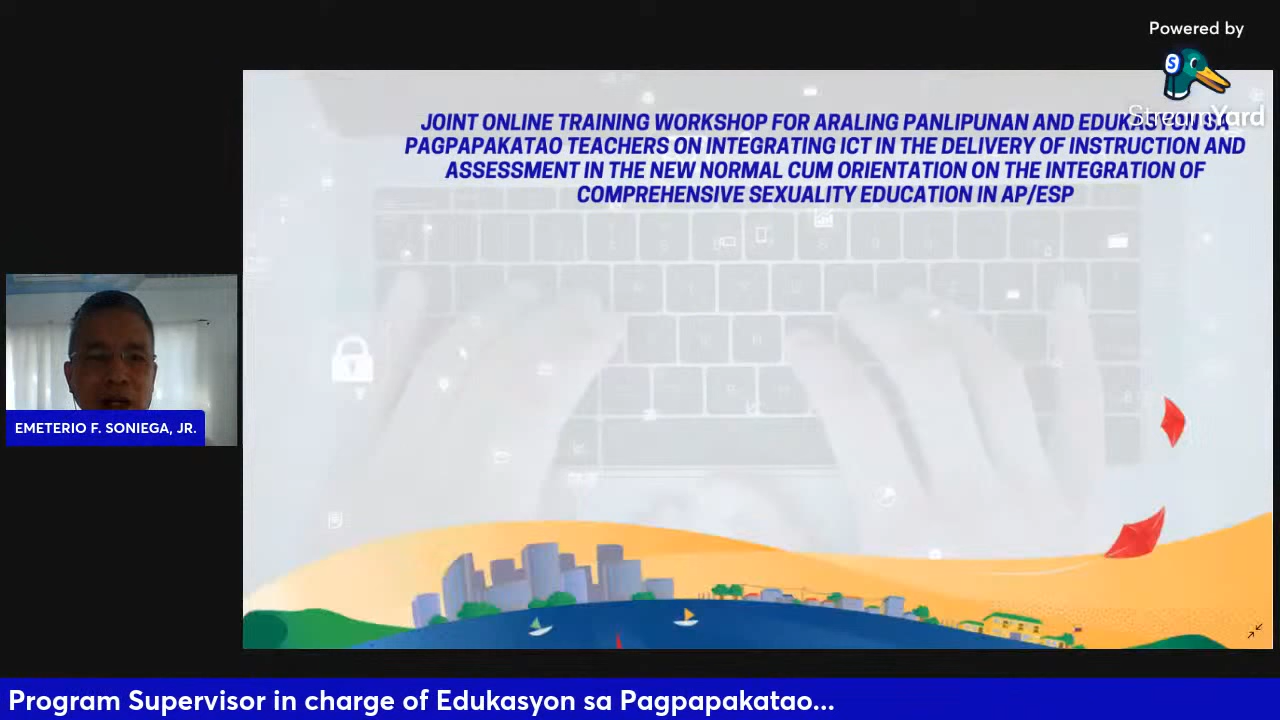 Powered by
S
StreamYard
JOINT ONLINE TRAINING WORKSHOP FOR ARALING PANLIPUNAN AND EDUKASYON SA
PAGPAPAKATAO TEACHERS ON INTEGRATING ICT IN THE DELIVERY OF INSTRUCTION AND
ASSESSMENT IN THE NEW NORMAL CUM ORIENTATION ON THE INTEGRATION OF
COMPREHENSIVE SEXUALITY EDUCATION IN AP/ESP
EMETERIO F. SONIEGA, JR.
Program Supervisor in charge of Edukasyon sa Pagpapakatao...